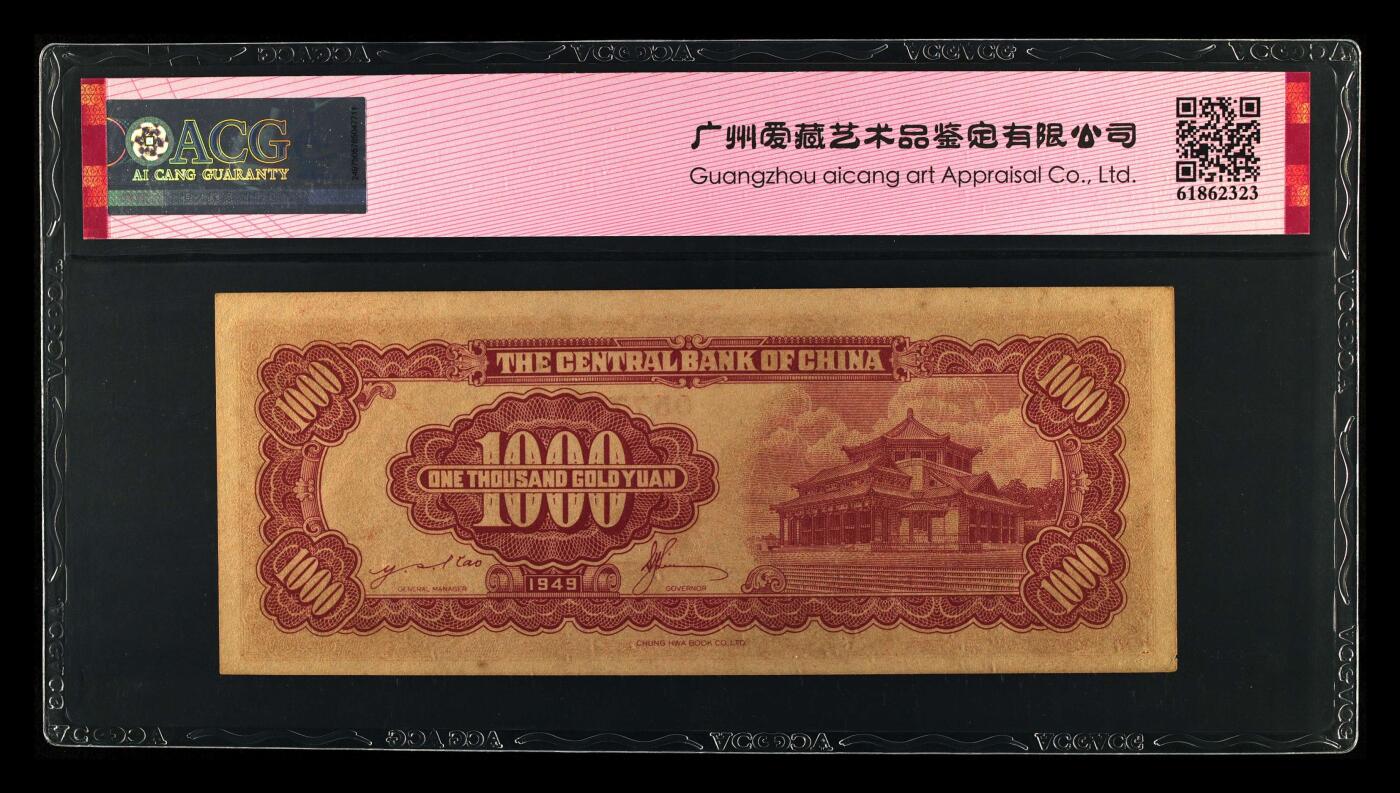 ACG
AI CANG GUARANTY
广州爱藏艺术品鉴定有限公司
Guangzhou aicang art Appraisal Co., Ltd.
61862323
THE CENTRAL BANK OF CHINA
1000
1000
1000
ONE THOUSAND GOLD YUAN
1000
1000
GENERAL MANAGER
1949
GOVERNOR
CHUNG HWA BOOK CO., LTD.